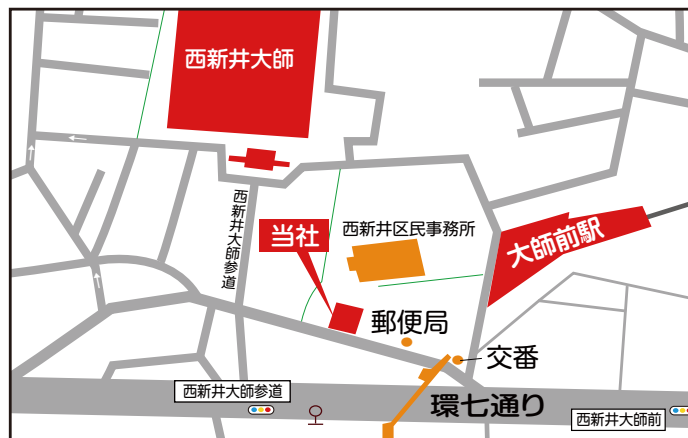 西新井大師
西新井大師参道
当社
西新井区民事務所
大師前駅
郵便局
交番
西新井大師参道
環七通り
西新井大師前